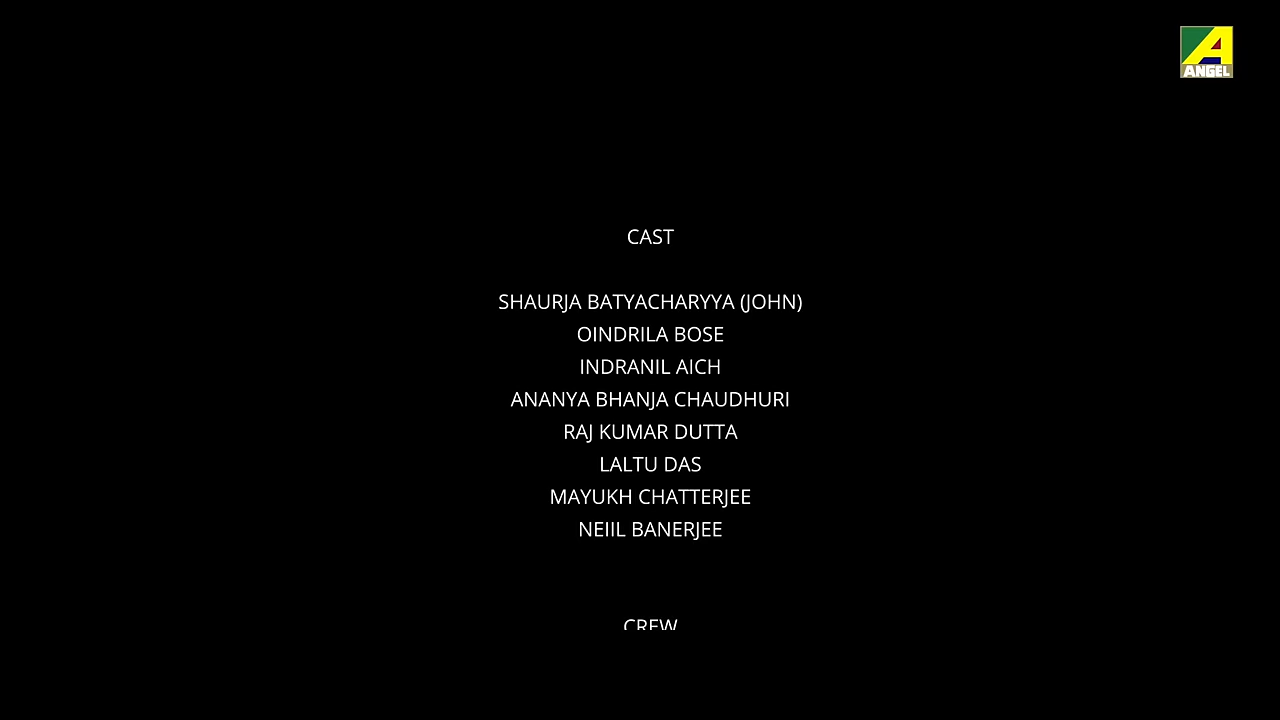 A
ANGEL
CAST
SHAURJA BATYACHARYYA (JOHN)
OINDRILA BOSE
INDRANIL AICH
ANANYA BHANJA CHAUDHURI
RAJ KUMAR DUTTA
LALTU DAS
MAYUKH CHATTERJEE
NEIIL BANERJEE
CREW